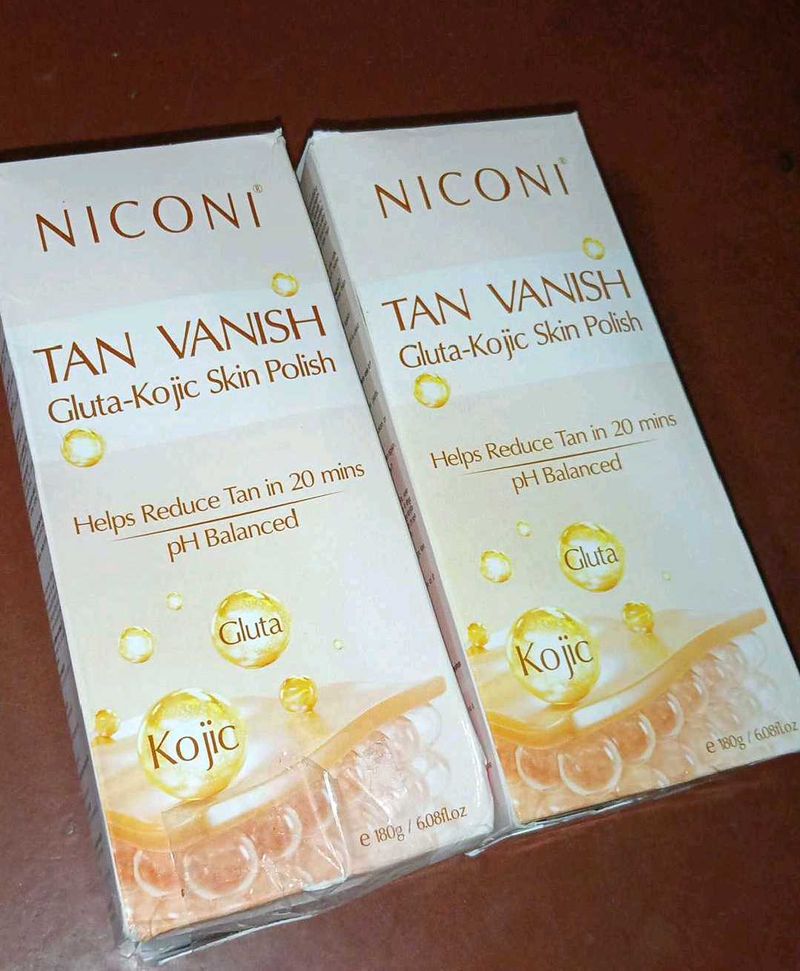 NICONI®
TAN VANISH
Gluta-Kojic Skin Polish
Helps Reduce Tan in 20 mins
pH Balanced
Gluta
Kojic
e 180g / 6.08fl.oz
NICONI®
TAN VANISH
Gluta-Kojic Skin Polish
Helps Reduce Tan in 20 mins
pH Balanced
Gluta
Kojic
e 180g / 6.08fl.oz